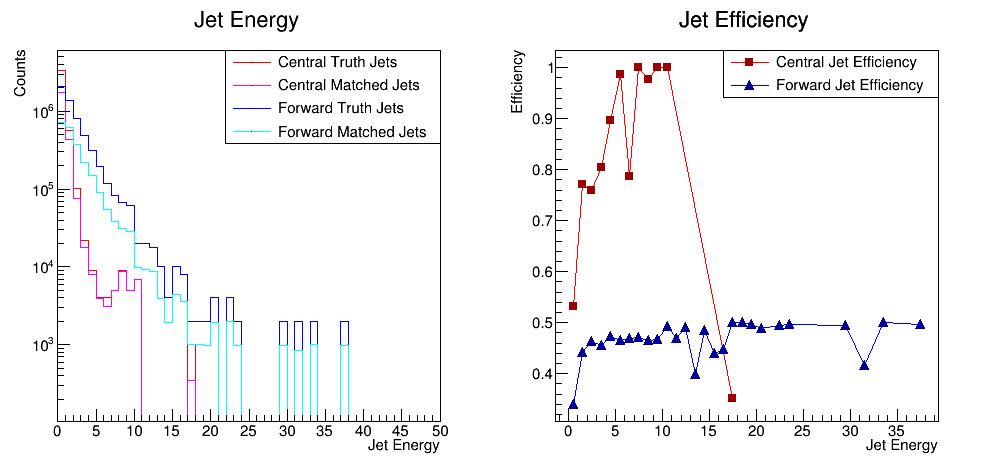 Jet Energy
Counts
Central Truth Jets
Central Matched Jets
Forward Truth Jets
Forward Matched Jets
10^6
10^5
10^4
10^3
0 5 10 15 20 25 30 35 40 45 50
Jet Energy
Jet Efficiency
Efficiency
Central Jet Efficiency
Forward Jet Efficiency
1
0.9
0.8
0.7
0.6
0.5
0.4
0 5 10 15 20 25 30 35
Jet Energy